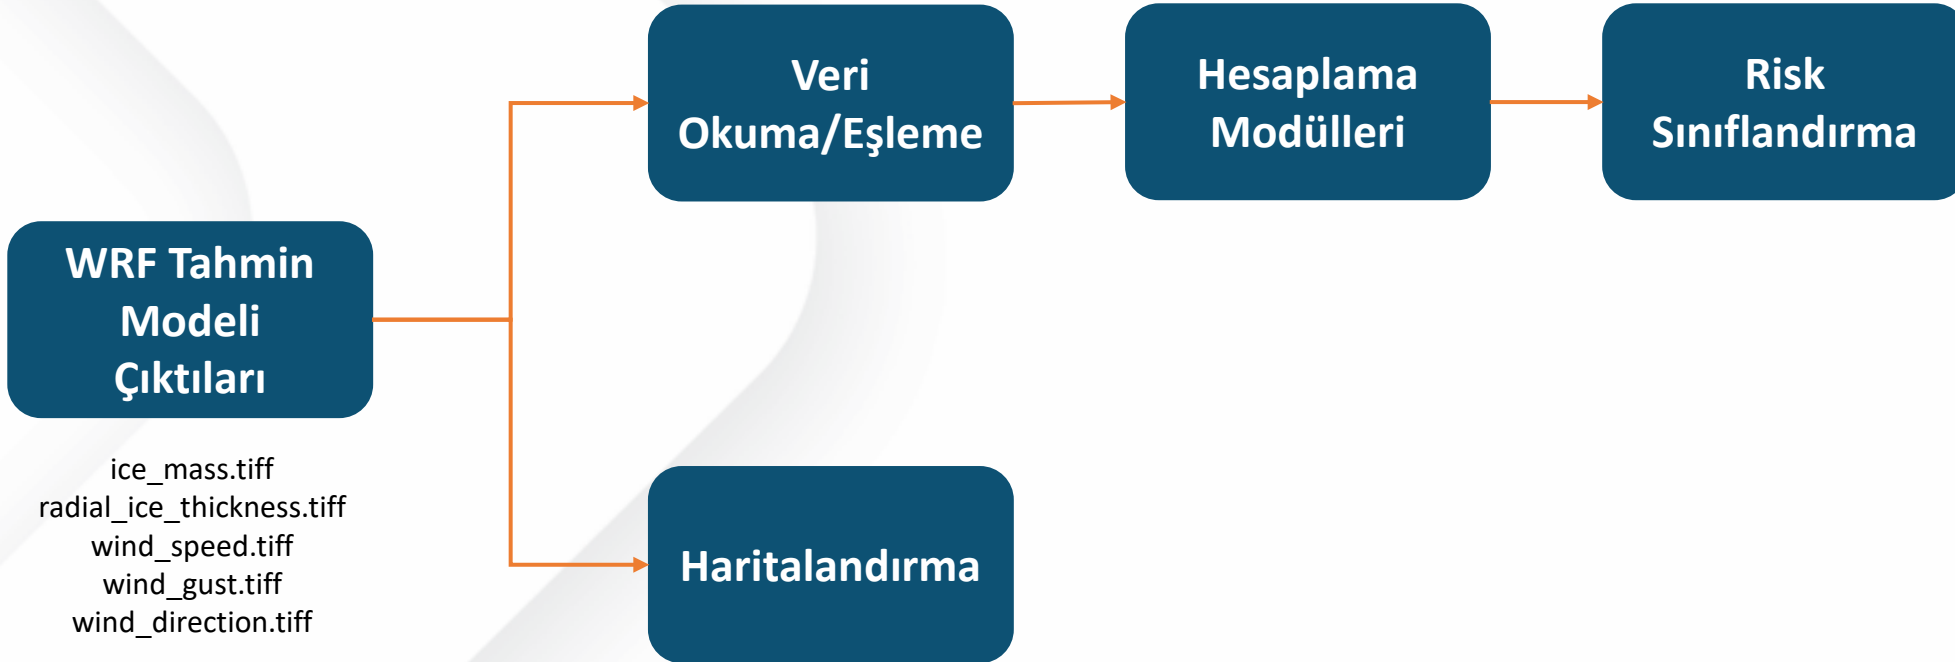 WRF Tahmin
Modeli
Çıktıları
ice_mass.tiff
radial_ice_thickness.tiff
wind_speed.tiff
wind_gust.tiff
wind_direction.tiff
Veri
Okuma/Eşleme
Hesaplama
Modülleri
Risk
Sınıflandırma
Haritalandırma